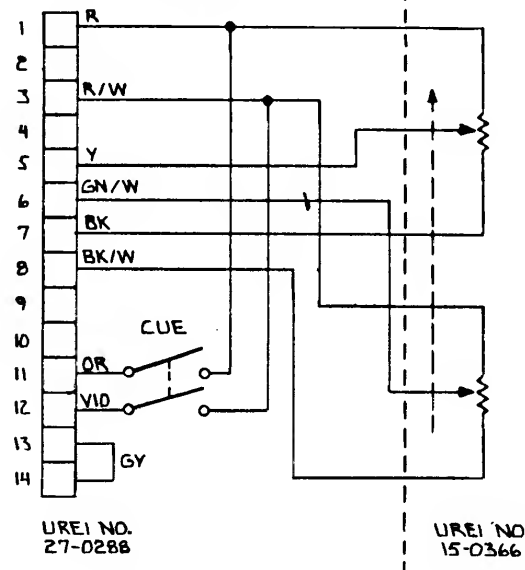 1 R
2
3 R/W
4
5 Y
6 GN/W
7 BK
8 BK/W
9
10 CUE
11 OR
12 VIO
13
GY
14
UREI NO. UREI NO
27-0288 15-0366